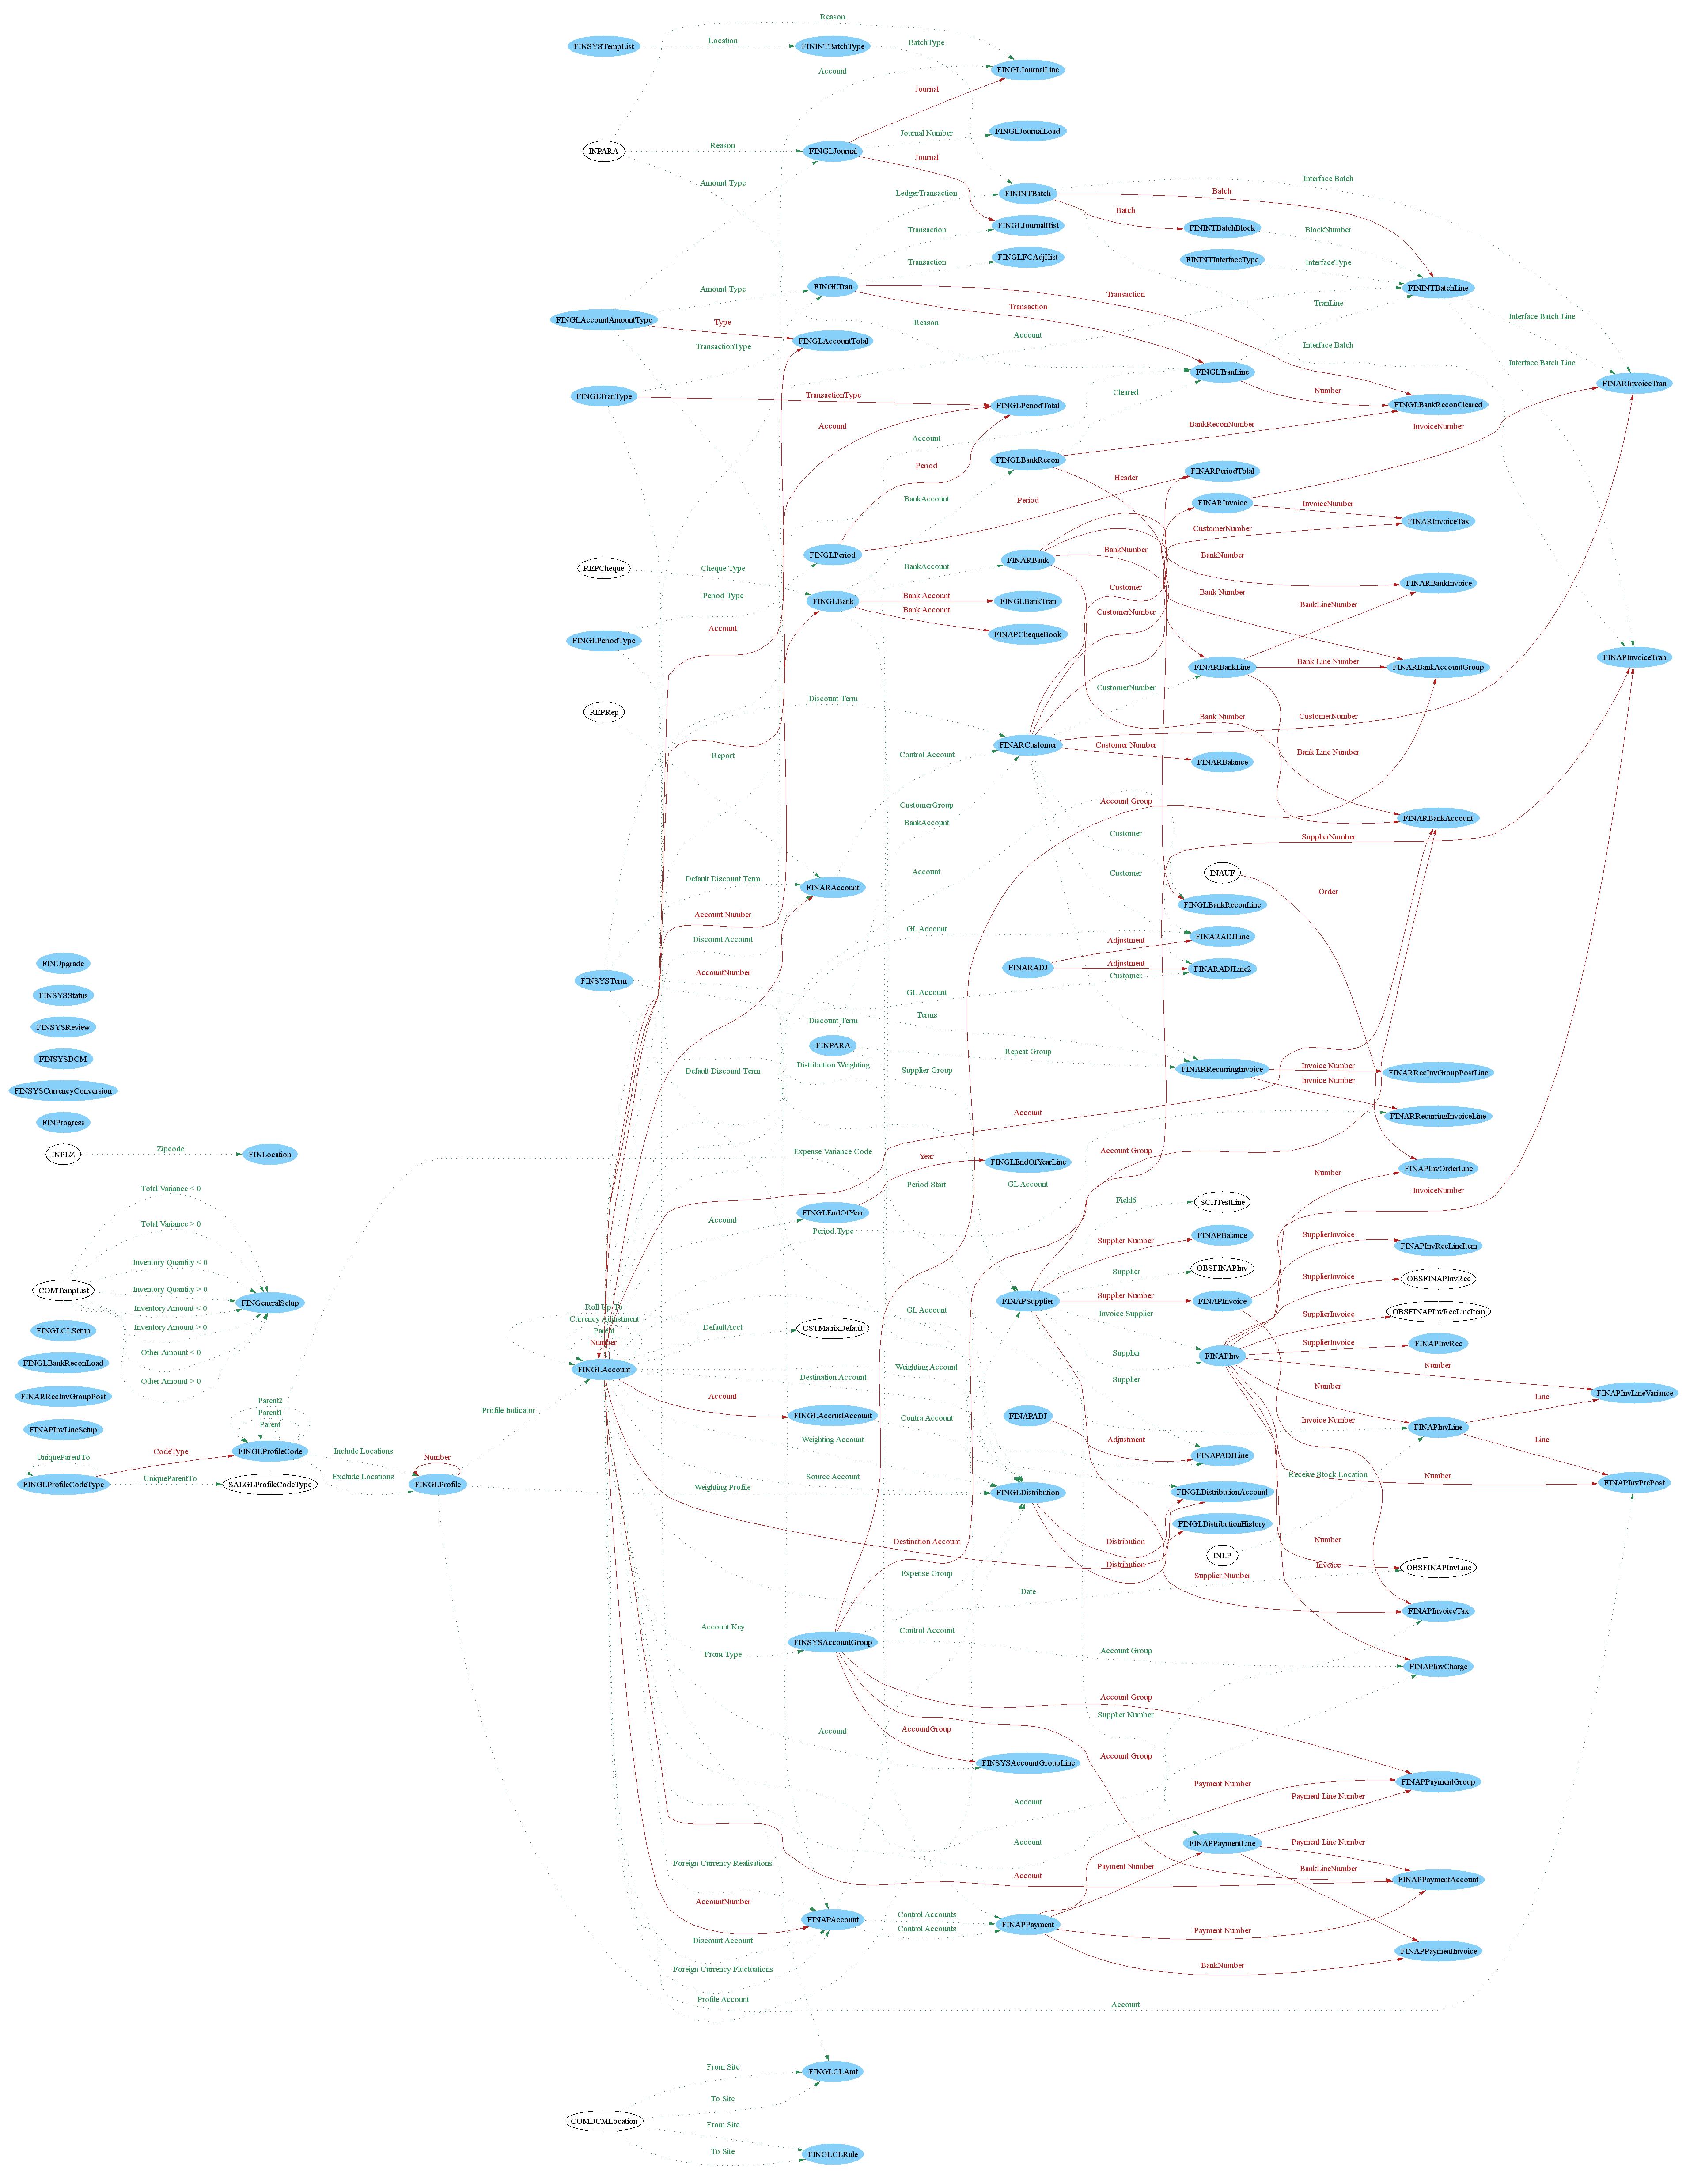 Reason
FINSYSTempList
Location
FININTBatchType
BatchType
FINGLJournalLine
Account
Journal
FINGLJournalLoad
Journal Number
INPARA
Reason
FINGLJournal
Journal
Amount Type
Interface Batch
LedgerTransaction
FININTBatch
Batch
Batch
FINGLJournalHist
Transaction
FININTBatchBlock
BlockNumber
FINGLFCAdjHist
Transaction
FININTInterfaceType
InterfaceType
FINGLTran
Amount Type
FININTBatchLine
Transaction
TranLine
Transaction
Interface Batch Line
FINGLAccountAmountType
Type
Reason
Account
FINGLAccountTotal
TransactionType
Interface Batch
Interface Batch Line
FINGLTranLine
FINARInvoiceTran
Cleared
Number
FINGLTranType
TransactionType
FINGLPeriodTotal
FINGLBankReconCleared
Account
BankReconNumber
InvoiceNumber
Account
FINGLBankRecon
Period
FINARPeriodTotal
Header
BankAccount
Period
FINARInvoice
InvoiceNumber
FINARInvoiceTax
CustomerNumber
FINGLPeriod
BankNumber
BankNumber
REPCheque
Cheque Type
BankAccount
FINARBank
FINARBankInvoice
Customer
Bank Number
FINGLBank
Bank Account
FINGLBankTran
BankLineNumber
Period Type
Bank Account
CustomerNumber
FINAPChequeBook
Account
FINGLPeriodType
FINAPInvoiceTran
FINARBankLine
Bank Line Number
FINARBankAccountGroup
CustomerNumber
Discount Term
REPRep
Bank Number
CustomerNumber
FINARCustomer
Customer Number
Control Account
Bank Line Number
Report
FINARBalance
Account Group
CustomerGroup
FINARBankAccount
BankAccount
Customer
SupplierNumber
Account
Customer
INAUF
Default Discount Term
FINARAccount
Order
FINGLBankReconLine
Account Number
GL Account
FINARADJLine
Discount Account
Adjustment
FINUpgrade
FINARADJ
Adjustment
FINARADJLine2
AccountNumber
Customer
FINSYSTerm
GL Account
FINSYSStatus
Terms
Discount Term
FINSYSReview
FINPARA
Repeat Group
Distribution Weighting
Supplier Group
FINSYSDCM
Default Discount Term
FINARRecurringInvoice
Invoice Number
FINARRecInvGroupPostLine
Invoice Number
FINSYSCurrencyConversion
Account
FINARRecurringInvoiceLine
FINProgress
Expense Variance Code
Account Group
INPLZ
Zipcode
FINLocation
Year
FINGLEndOfYearLine
FINAPInvOrderLine
Number
Period Start
GL Account
Total Variance < 0
InvoiceNumber
Field6
SCHTestLine
FINGLEndOfYear
Account
Total Variance > 0
Period Type
SupplierInvoice
FINAPBalance
Supplier Number
FINAPInvRecLineItem
Inventory Quantity < 0
Supplier
OBSFINAPInv
SupplierInvoice
OBSFINAPInvRec
COMTempList
Inventory Quantity > 0
Supplier Number
FINAPInvoice
FINAPSupplier
FINGeneralSetup
Inventory Amount < 0
Roll Up To
GL Account
Invoice Supplier
SupplierInvoice
OBSFINAPInvRecLineItem
Inventory Amount > 0
Currency Adjustment
FINGLCLSetup
DefaultAcct
CSTMatrixDefault
Parent
SupplierInvoice
FINAPInvRec
Number
Other Amount < 0
FINAPInv
FINGLBankReconLoad
FINGLAccount
Weighting Account
Supplier
Number
Destination Account
Supplier
Other Amount > 0
FINAPInvLineVariance
FINARRecInvGroupPost
Account
Number
Line
Parent2
FINGLAccrualAccount
FINAPADJ
Parent1
Profile Indicator
Contra Account
Invoice Number
FINAPInvLine
FINAPInvLineSetup
Parent
Adjustment
Line
CodeType
FINGLProfileCode
Include Locations
Weighting Account
FINAPADJLine
UniqueParentTo
Number
Source Account
Receive Stock Location
Number
FINGLProfileCodeType
UniqueParentTo
SALGLProfileCodeType
Exclude Locations
FINGLProfile
Weighting Profile
FINGLDistribution
FINGLDistributionAccount
FINAPInvPrePost
FINGLDistributionHistory
Destination Account
Distribution
Number
INLP
Distribution
Invoice
OBSFINAPInvLine
Expense Group
Supplier Number
Date
FINAPInvoiceTax
Account Key
Control Account
FINSYSAccountGroup
From Type
Account Group
FINAPInvCharge
Account Group
Supplier Number
Account
AccountGroup
Account Group
FINSYSAccountGroupLine
Payment Number
FINAPPaymentGroup
Account
Payment Line Number
Account
FINAPPaymentLine
Payment Line Number
Foreign Currency Realisations
Payment Number
BankLineNumber
Account
FINAPPaymentAccount
AccountNumber
Control Accounts
FINAPAccount
FINAPPayment
Control Accounts
Payment Number
Discount Account
FINAPPaymentInvoice
BankNumber
Foreign Currency Fluctuations
Profile Account
Account
From Site
FINGLCLAmt
To Site
COMDCMLocation
From Site
To Site
FINGLCLRule